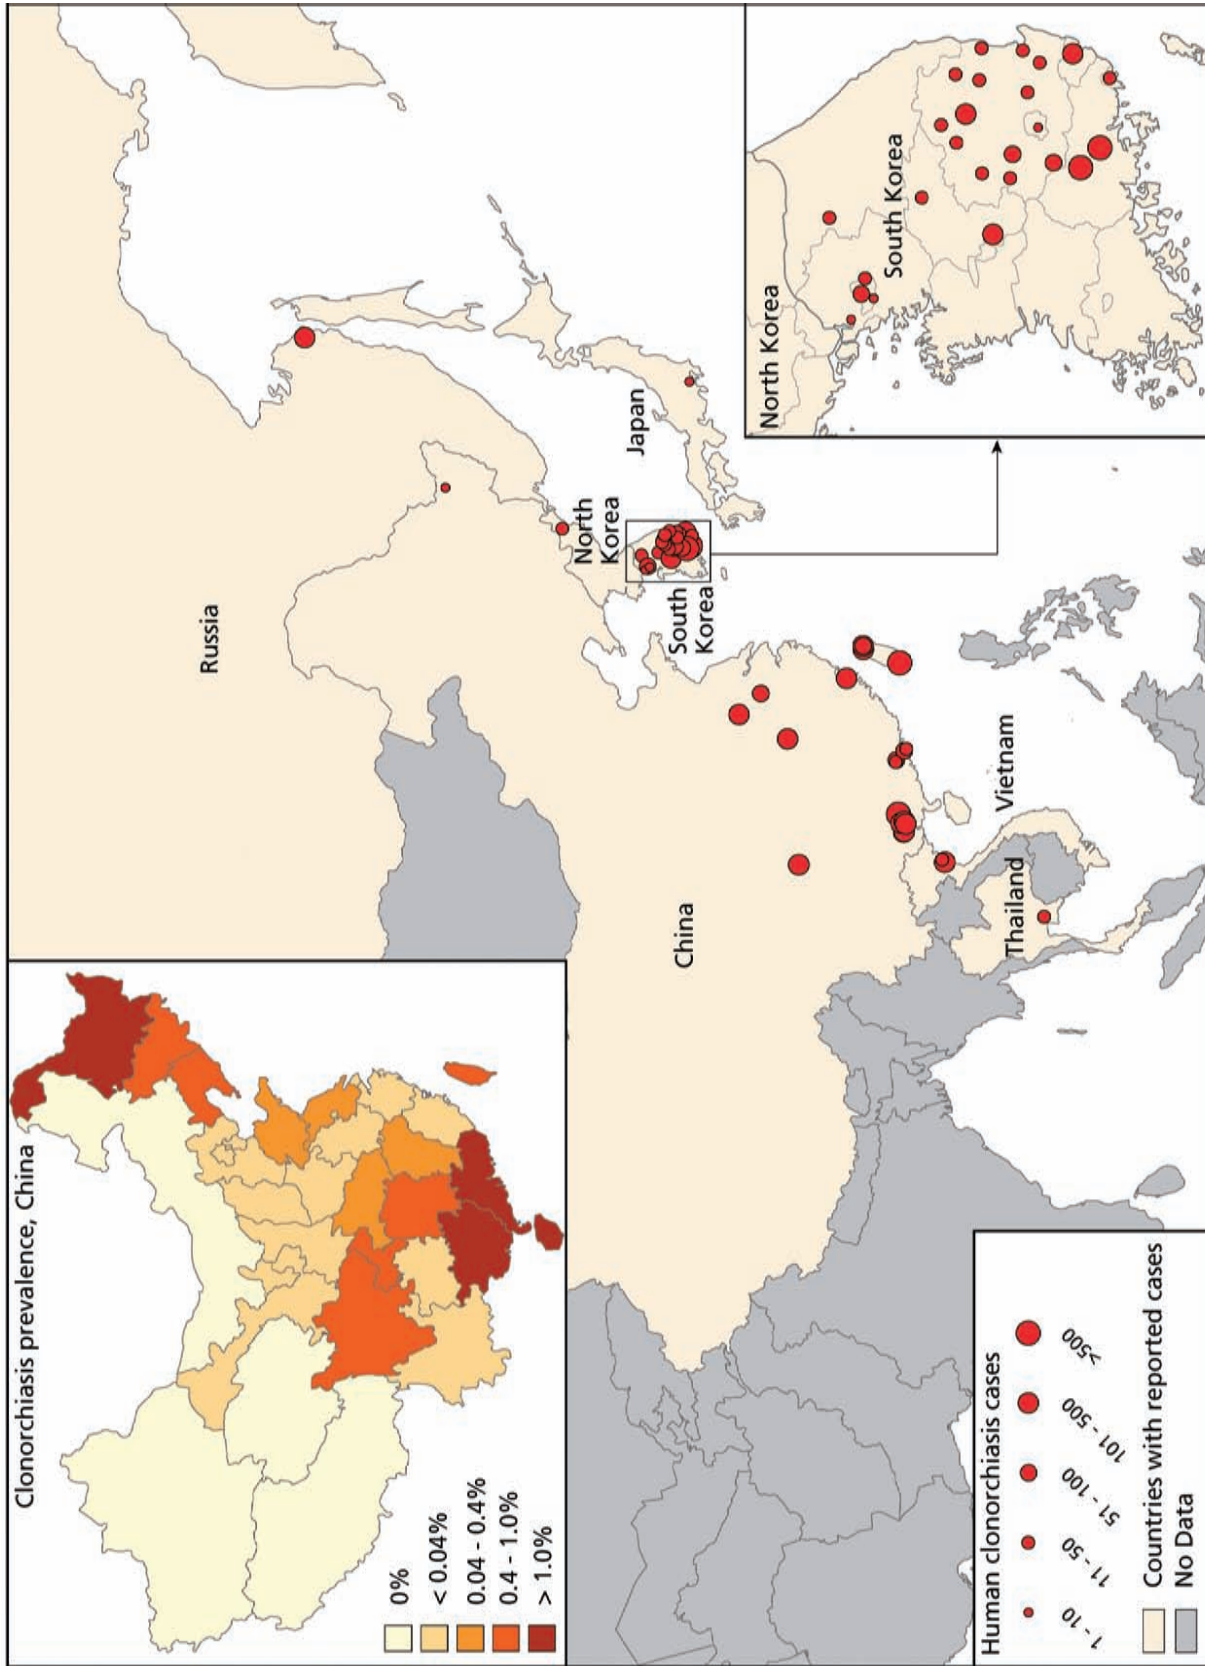 Clonorchiasis prevalence, China
0%
< 0.04%
0.04 - 0.4%
0.4 - 1.0%
> 1.0%
Russia
China
North
Korea
South
Korea
Japan
Vietnam
Thailand
North Korea
South Korea
Human clonorchiasis cases
1 - 10
11 - 50
51 - 100
101 - 500
>500
Countries with reported cases
No Data